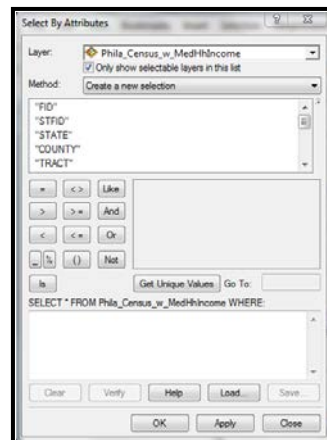 Select By Attributes
Layer: Phila_Census_w_MedHhIncome
Only show selectable layers in this list
Method: Create a new selection
"FID"
"STFID"
"STATE"
"COUNTY"
"TRACT"
= <> Like
> >= And
< <= Or
_ % () Not
Is Get Unique Values Go To:
SELECT * FROM Phila_Census_w_MedHhIncome WHERE:
Clear Verify Help Load... Save...
OK Apply Close